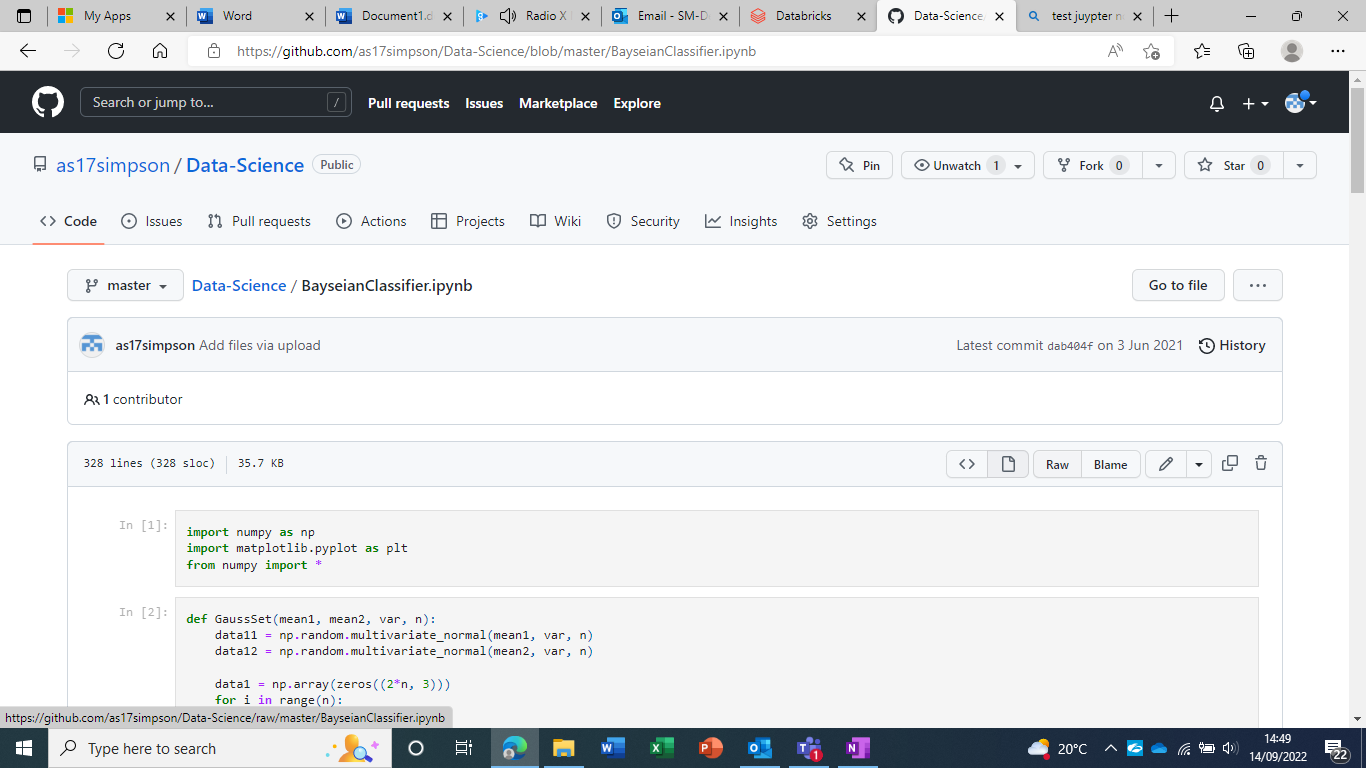 My Apps
Word
Document1.d
Radio X
Email - SM-D
Databricks
Data-Science/
test juypter n
https://github.com/as17simpson/Data-Science/blob/master/BayseianClassifier.ipynb
Search or jump to...
/
Pull requests
Issues
Marketplace
Explore
as17simpson / Data-Science
Public
Pin
Unwatch 1
Fork 0
Star 0
Code
Issues
Pull requests
Actions
Projects
Wiki
Security
Insights
Settings
master
Data-Science / BayseianClassifier.ipynb
Go to file
as17simpson Add files via upload
Latest commit dab404f on 3 Jun 2021
History
1 contributor
328 lines (328 sloc)
35.7 KB
Raw
Blame
In [1]:
import numpy as np
import matplotlib.pyplot as plt
from numpy import *
In [2]:
def GaussSet(mean1, mean2, var, n):
    data11 = np.random.multivariate_normal(mean1, var, n)
    data12 = np.random.multivariate_normal(mean2, var, n)
    data1 = np.array(zeros((2*n, 3)))
    for i in range(n):
https://github.com/as17simpson/Data-Science/raw/master/BayseianClassifier.ipynb
Type here to search
1
20°C
14:49
14/09/2022
22